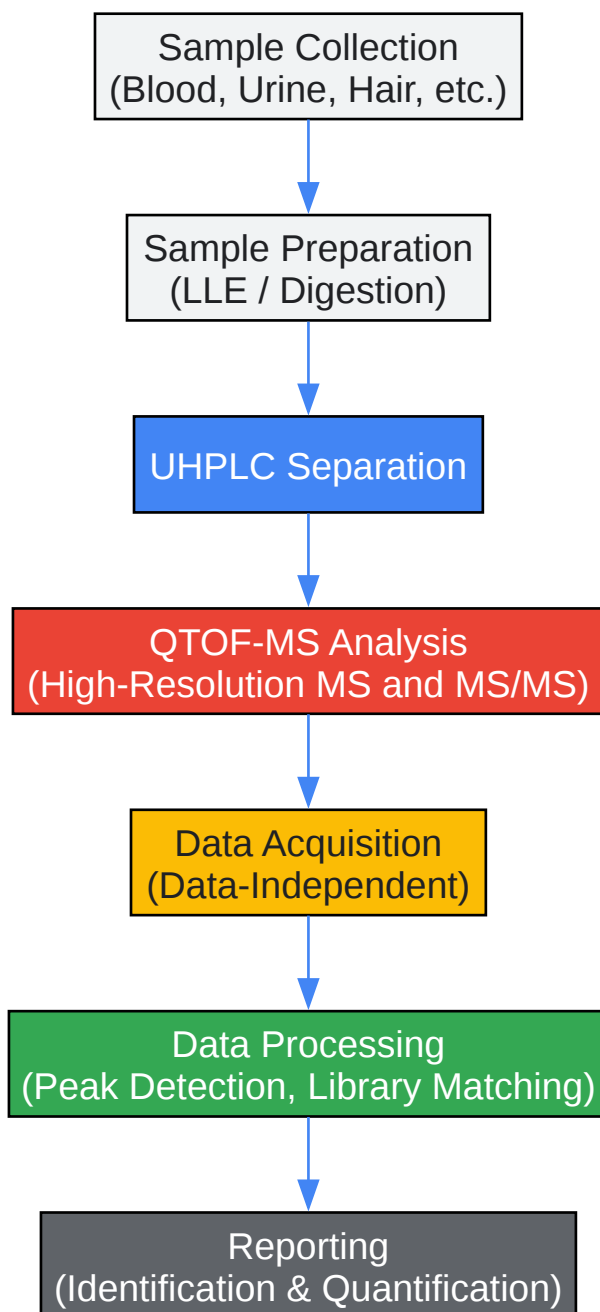 Sample Collection
(Blood, Urine, Hair, etc.)
Sample Preparation
(LLE / Digestion)
UHPLC Separation
QTOF-MS Analysis
(High-Resolution MS and MS/MS)
Data Acquisition
(Data-Independent)
Data Processing
(Peak Detection, Library Matching)
Reporting
(Identification & Quantification)